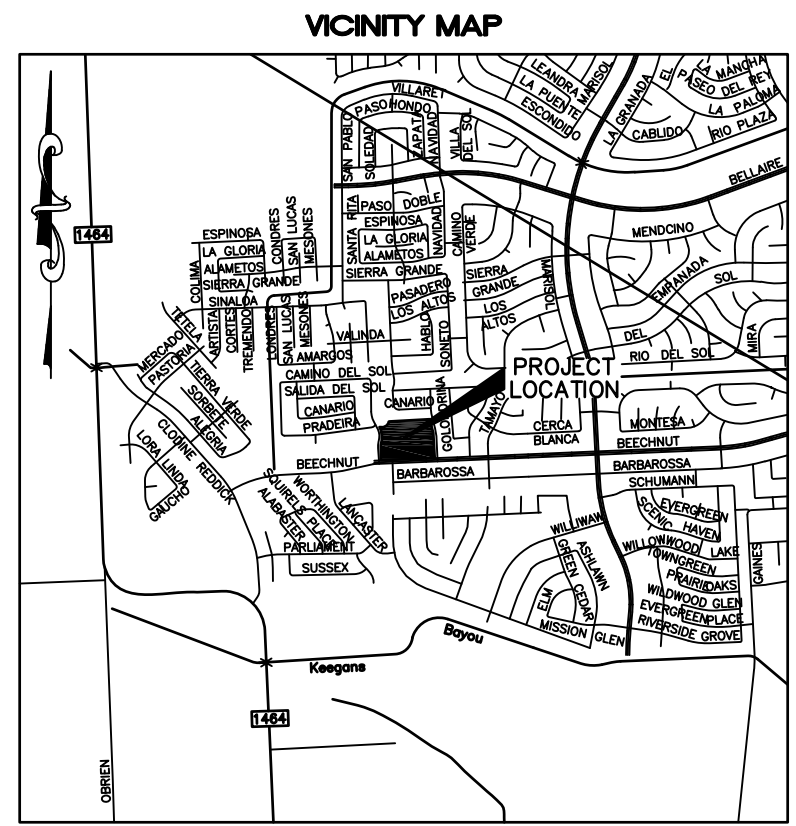 VICINITY MAP
LEANDRA
LA PUENTE
ESCONDIDO
MARISOL
LA GRANADA
EL
LA MANCHA
PASEO DEL REY
LA PALOMA
RIO PLAZA
CABLIDO
VILLARET
PASO HONDO
SAN PABLO
SOLEDAD
ZAPATA
NAVIDAD
VILLA
DEL SOL
BELLAIRE
1464
SANTA RITA
PASO DOBLE
ESPINOSA
LA GLORIA
ALAMETOS
SIERRA GRANDE
NAVIDAD
CAMINO
VERDE
MENDCINO
ESPINOSA
LA GLORIA
ALAMETOS
SIERRA GRANDE
SINALOA
COLIMA
LONDRES
SAN LUCAS
MESONES
SIERRA
GRANDE
LOS
ALTOS
MARISOL
EMPANADA
SOL
DEL
MIRA
PASADERO
LOS ALTOS
HABLO
SONETO
TETELA
MERCADO
PASTORIA
ARTISTA
CORTES
TREMENDO
LONDRES
SAN LUCAS
MESONES
VALINDA
AMARGOS
CAMINO DEL SOL
SALIDA DEL SOL
CANARIO
PRADEIRA
CANARIO
GOLONDRINA
TAMAYO
PROJECT
LOCATION
RIO DEL SOL
TIERRA VERDE
SORBETE
ALEGRIA
CLODINE REDDICK
LORA LINDA
GAUCHO
CERCA
BLANCA
MONTESA
BEECHNUT
BEECHNUT
BARBAROSSA
BARBAROSSA
SCHUMANN
SQUIRELS PLACE
ALABASTER
WORTHINGTON
LANCASTER
PARLIAMENT
SUSSEX
EVERGREEN
SCENIC HAVEN
WILLIWAW
WILLOWWOOD LAKE
TOWNGREEN
PRAIRIE OAKS
WILDWOOD GLEN
EVERGREEN PLACE
RIVERSIDE GROVE
GAINES
ASHLAWN
GREEN CEDAR
ELM
MISSION GLEN
Bayou
Keegans
1464
OBRIEN